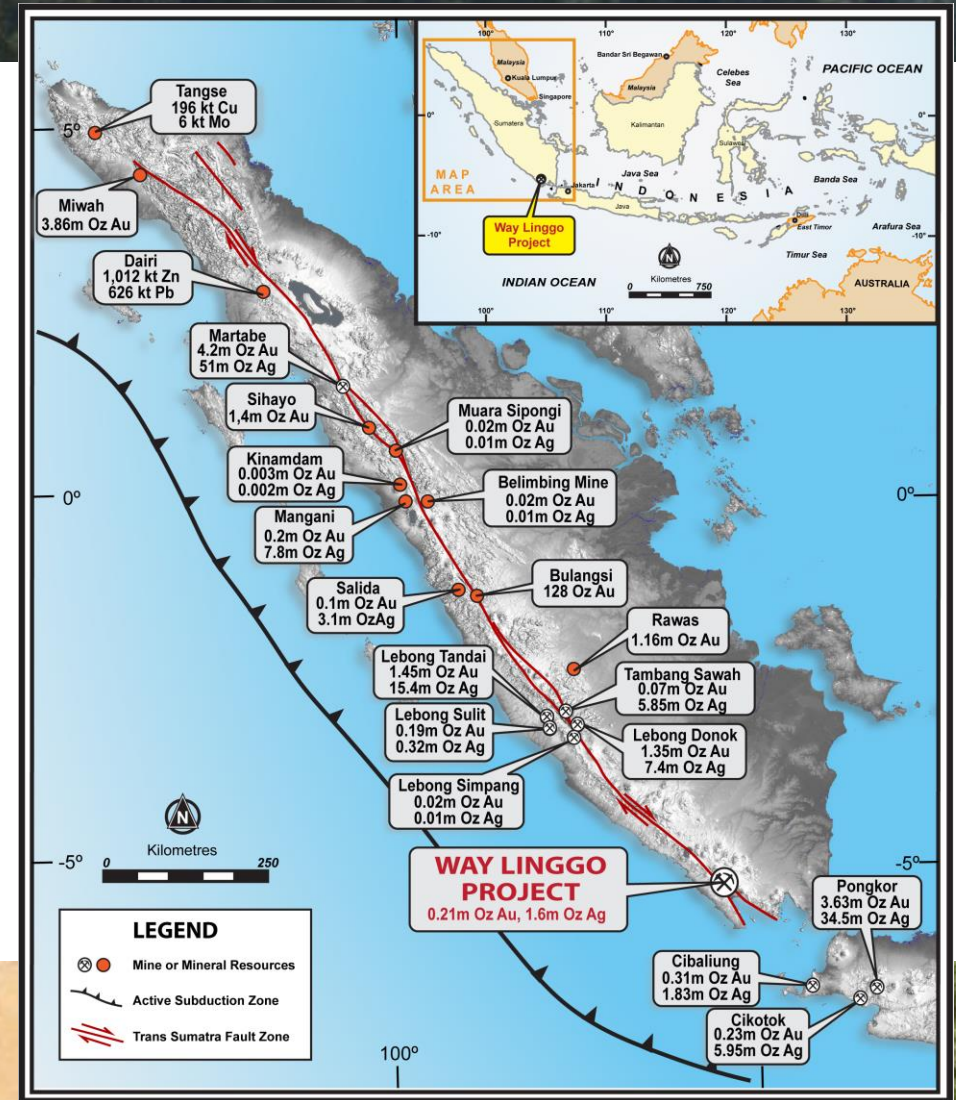 Tangse
196 kt Cu
6 kt Mo
5º
Miwah
3.86m Oz Au
Dairi
1,012 kt Zn
626 kt Pb
Martabe
4.2m Oz Au
51m Oz Ag
Sihayo
1,4m Oz Au
Muara Sipongi
0.02m Oz Au
0.01m Oz Ag
Kinamdam
0.003m Oz Au
0.002m Oz Ag
Belimbing Mine
0.02m Oz Au
0.01m Oz Ag
0º
0º
Mangani
0.2m Oz Au
7.8m Oz Ag
Salida
0.1m Oz Au
3.1m OzAg
Bulangsi
128 Oz Au
Rawas
1.16m Oz Au
Lebong Tandai
1.45m Oz Au
15.4m Oz Ag
Tambang Sawah
0.07m Oz Au
5.85m Oz Ag
Lebong Sulit
0.19m Oz Au
0.32m Oz Ag
Lebong Donok
1.35m Oz Au
7.4m Oz Ag
Lebong Simpang
0.02m Oz Au
0.01m Oz Ag
N
Kilometres
0 250
-5º
-5º
WAY LINGGO
PROJECT
0.21m Oz Au, 1.6m Oz Ag
Pongkor
3.63m Oz Au
34.5m Oz Ag
Cibaliung
0.31m Oz Au
1.83m Oz Ag
Cikotok
0.23m Oz Au
5.95m Oz Ag
LEGEND
Mine or Mineral Resources
Active Subduction Zone
Trans Sumatra Fault Zone
100º
100° 110° 120° 130°
Malaysia
Kuala Lumpur
Singapore
Bandar Sri Begawan
Malaysia
Celebes
Sea
PACIFIC OCEAN
0°
0°
Sumatera
Kalimantan
Sulawesi
MAP
AREA
Java Sea
Jakarta
INDONESIA
Banda Sea
Java
Way Linggo
Project
Dili
East Timor
Arafura Sea
-10°
-10°
Timur Sea
INDIAN OCEAN
N
Kilometres
0 750
AUSTRALIA
100° 110° 120° 130°